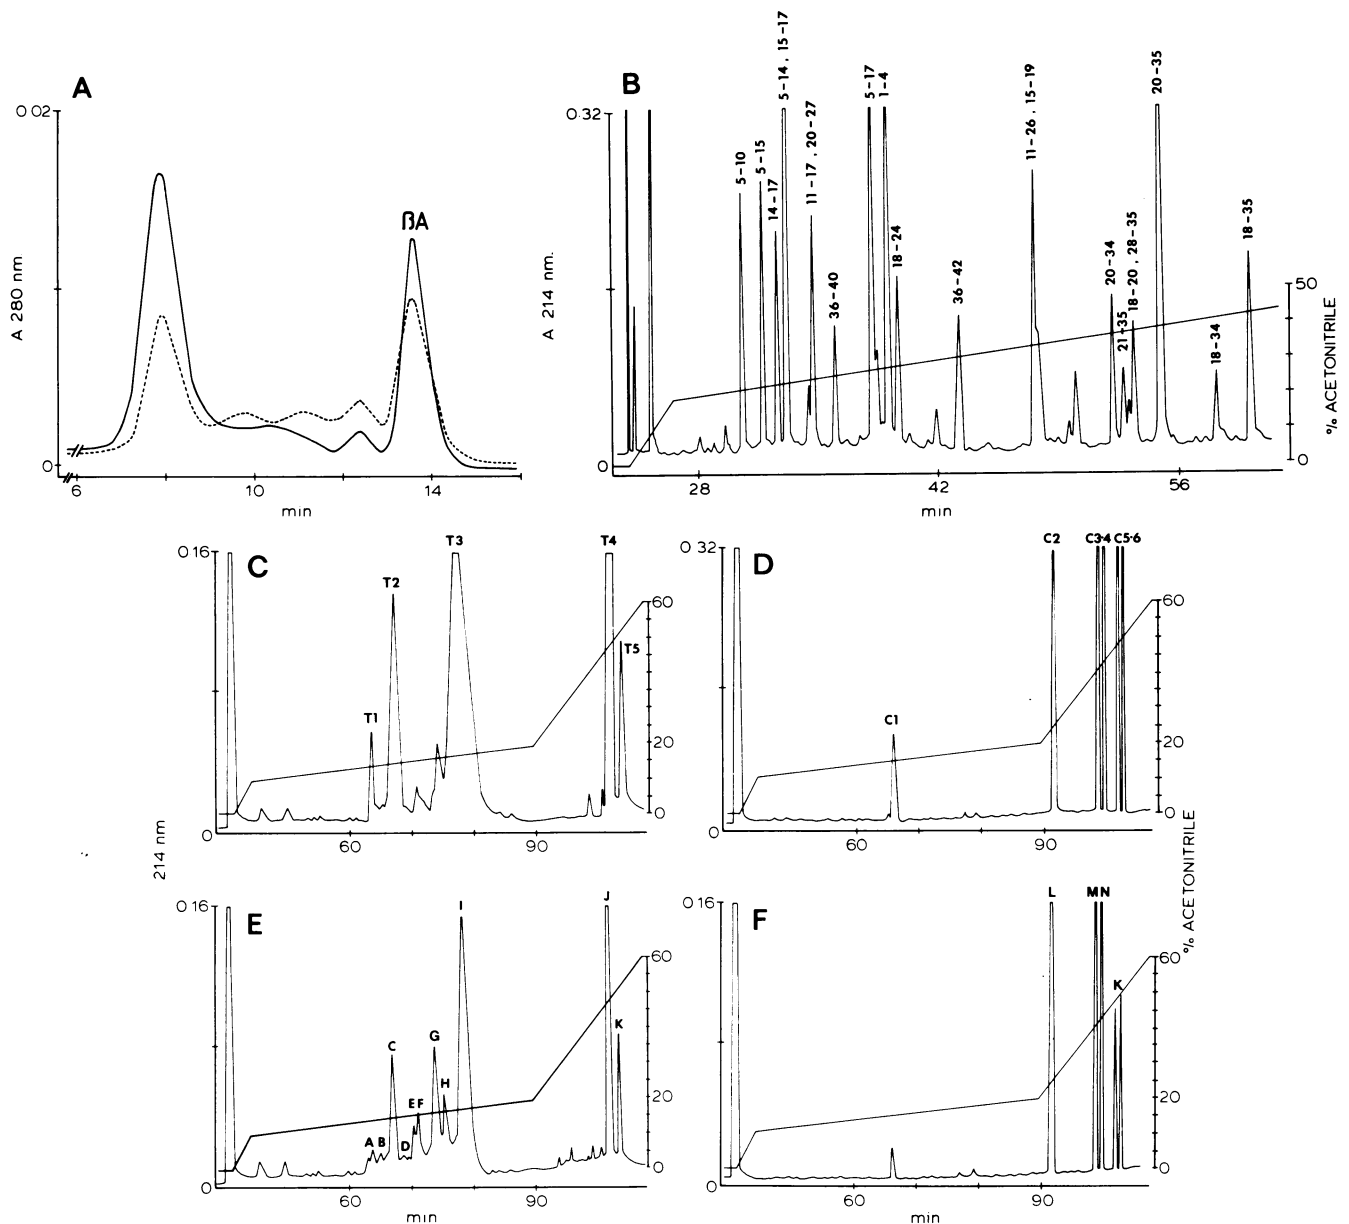 A
0 02
A 280 nm
0
6
10
14
min
βA
B
0.32
A 214 nm.
0
28
42
56
min
5-10
5-15
14-17
5-14, 15-17
11-17, 20-27
36-40
5-17
1-4
18-24
36-42
11-26, 15-19
20-34
21-35
18-20, 28-35
20-35
18-34
18-35
50
0
% ACETONITRILE
C
0 16
0
60
90
T1
T2
T3
T4
T5
60
20
0
D
0 32
0
60
90
C1
C2
C3·4
C5·6
60
20
0
214 nm
% ACETONITRILE
E
0 16
0
60
90
min
A B
C
D
E F
G
H
I
J
K
60
20
0
F
0 16
0
60
90
min
L
M N
K
60
20
0